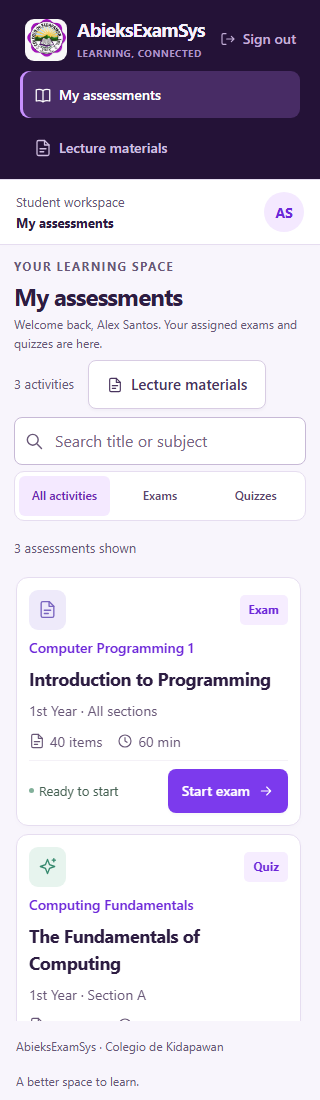 AbieksExamSys
LEARNING, CONNECTED
Sign out
My assessments
Lecture materials
Student workspace
My assessments
AS
YOUR LEARNING SPACE
My assessments
Welcome back, Alex Santos. Your assigned exams and
quizzes are here.
3 activities
Lecture materials
Search title or subject
All activities
Exams
Quizzes
3 assessments shown
Exam
Computer Programming 1
Introduction to Programming
1st Year · All sections
40 items
60 min
Ready to start
Start exam
Quiz
Computing Fundamentals
The Fundamentals of
Computing
1st Year · Section A
AbieksExamSys · Colegio de Kidapawan
A better space to learn.